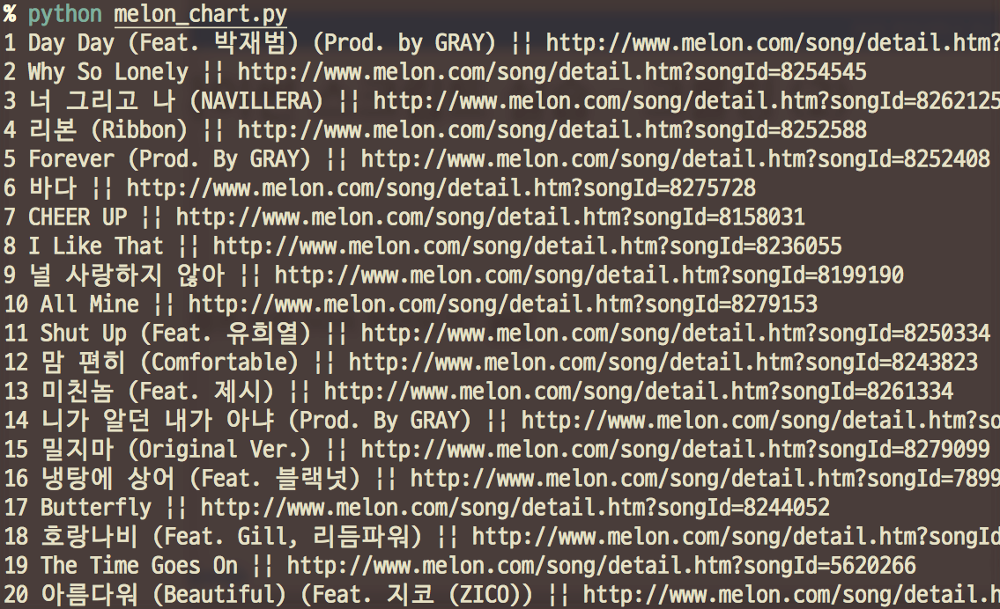 % python melon_chart.py
1 Day Day (Feat. 박재범) (Prod. by GRAY) || http://www.melon.com/song/detail.htm?
2 Why So Lonely || http://www.melon.com/song/detail.htm?songId=8254545
3 너 그리고 나 (NAVILLERA) || http://www.melon.com/song/detail.htm?songId=8262125
4 리본 (Ribbon) || http://www.melon.com/song/detail.htm?songId=8252588
5 Forever (Prod. By GRAY) || http://www.melon.com/song/detail.htm?songId=8252408
6 바다 || http://www.melon.com/song/detail.htm?songId=8275728
7 CHEER UP || http://www.melon.com/song/detail.htm?songId=8158031
8 I Like That || http://www.melon.com/song/detail.htm?songId=8236055
9 널 사랑하지 않아 || http://www.melon.com/song/detail.htm?songId=8199190
10 All Mine || http://www.melon.com/song/detail.htm?songId=8279153
11 Shut Up (Feat. 유희열) || http://www.melon.com/song/detail.htm?songId=8250334
12 맘 편히 (Comfortable) || http://www.melon.com/song/detail.htm?songId=8243823
13 미친놈 (Feat. 제시) || http://www.melon.com/song/detail.htm?songId=8261334
14 니가 알던 내가 아냐 (Prod. By GRAY) || http://www.melon.com/song/detail.htm?so
15 밀지마 (Original Ver.) || http://www.melon.com/song/detail.htm?songId=8279099
16 냉탕에 상어 (Feat. 블랙넛) || http://www.melon.com/song/detail.htm?songId=7899
17 Butterfly || http://www.melon.com/song/detail.htm?songId=8244052
18 호랑나비 (Feat. Gill, 리듬파워) || http://www.melon.com/song/detail.htm?songId
19 The Time Goes On || http://www.melon.com/song/detail.htm?songId=5620266
20 아름다워 (Beautiful) (Feat. 지코 (ZICO)) || http://www.melon.com/song/detail.h